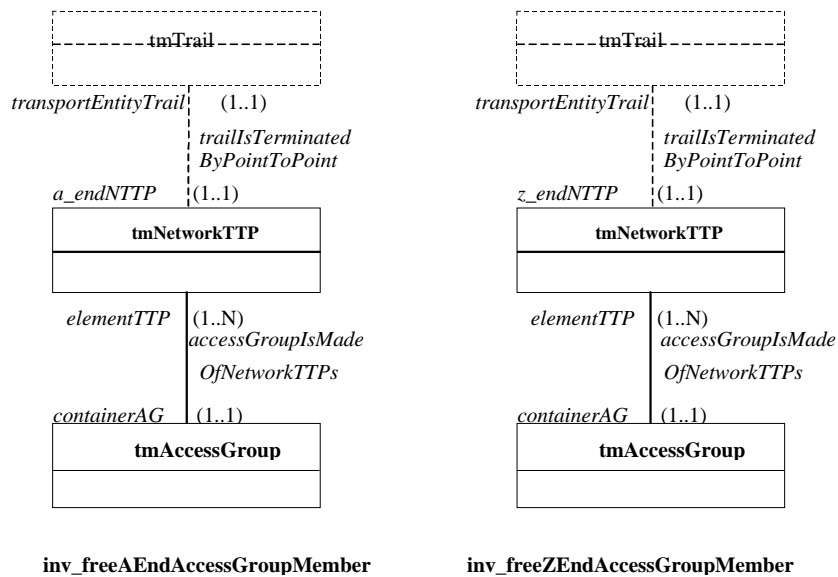 tmTrail
transportEntityTrail (1..1)
trailIsTerminated
ByPointToPoint
a_endNTTP (1..1)
tmNetworkTTP
elementTTP (1..N)
accessGroupIsMade
OfNetworkTTPs
containerAG (1..1)
tmAccessGroup
inv_freeAEndAccessGroupMember
tmTrail
transportEntityTrail (1..1)
trailIsTerminated
ByPointToPoint
z_endNTTP (1..1)
tmNetworkTTP
elementTTP (1..N)
accessGroupIsMade
OfNetworkTTPs
containerAG (1..1)
tmAccessGroup
inv_freeZEndAccessGroupMember